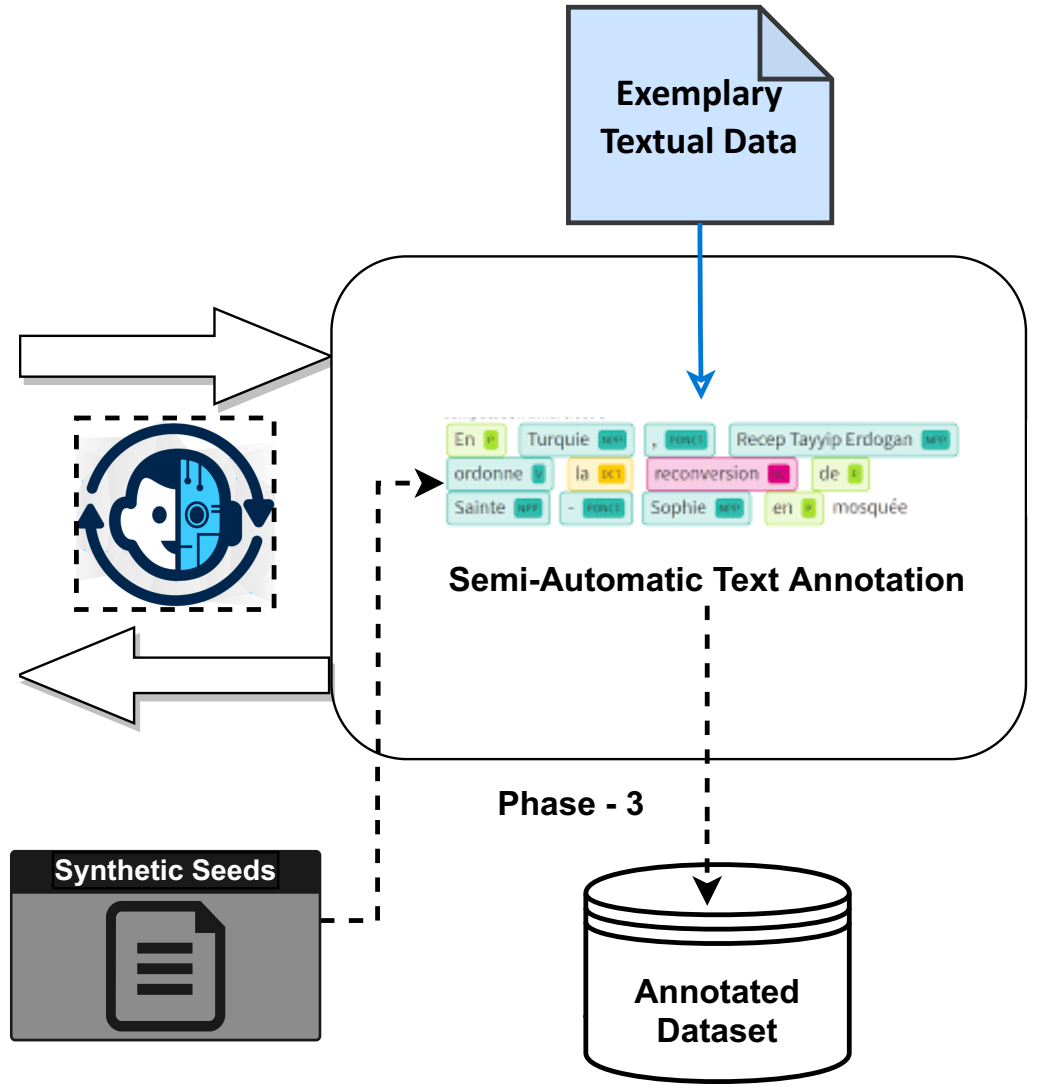 Exemplary
Textual Data
En P Turquie NPP , PONCT Recep Tayyip Erdogan NPP
ordonne V la DET reconversion de P
Sainte NPP - PONCT Sophie NPP en P mosquée
Semi-Automatic Text Annotation
Phase - 3
Synthetic Seeds
Annotated
Dataset